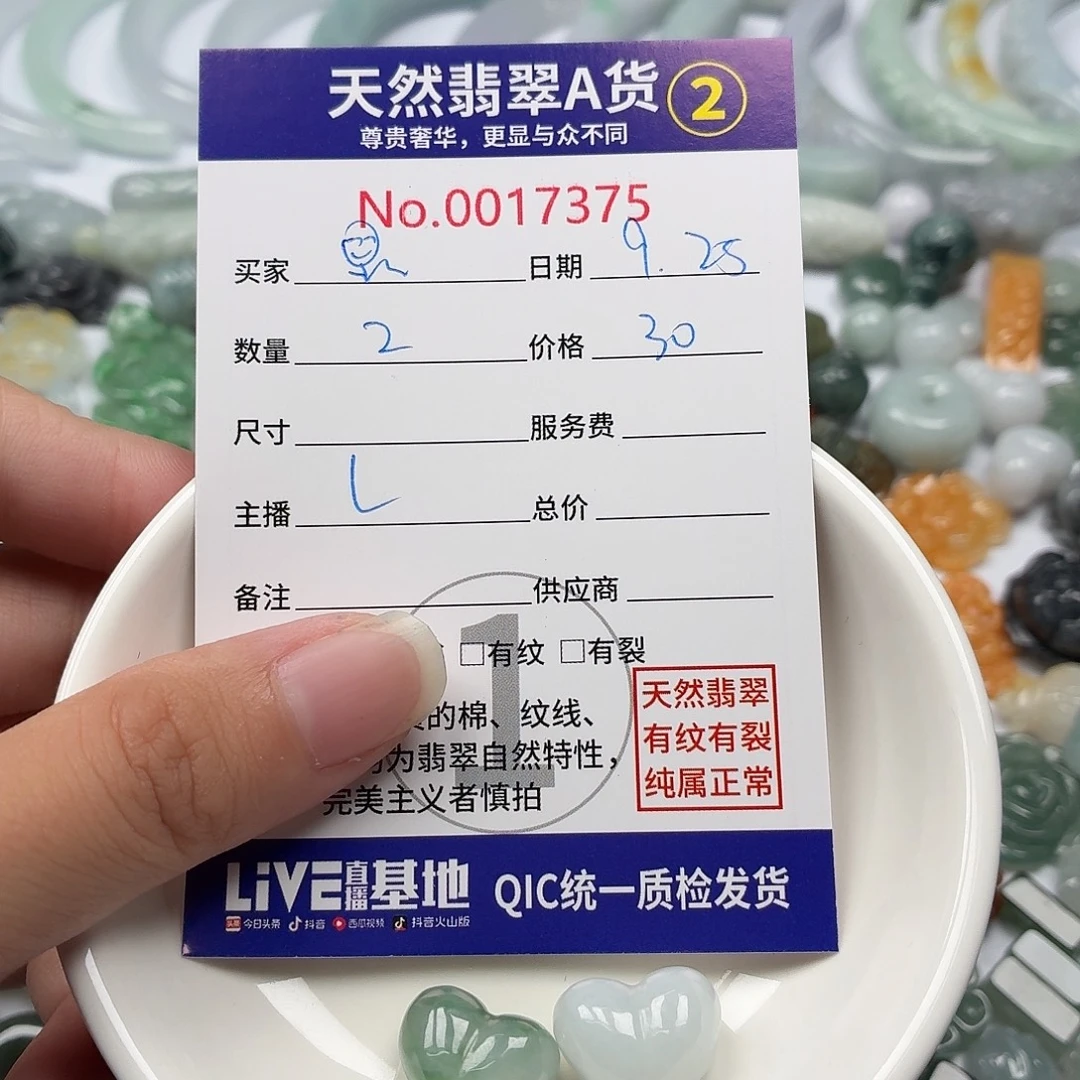 天然翡翠A货 2
尊贵奢华，更显与众不同
No.0017375
买家 日期 9.25
数量 2 价格 30
尺寸 服务费
主播 L 总价
备注 供应商
□有纹 □有裂
1
的棉、纹线、
为翡翠自然特性，
完美主义者慎拍
天然翡翠
有纹有裂
纯属正常
LiVE直播基地 QIC统一质检发货
头条 今日头条 抖音 西瓜视频 抖音火山版